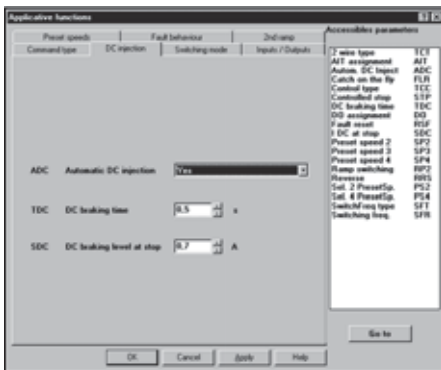 Applicative functions
Preset speeds Fault behaviour 2nd ramp
Command type DC injection Switching mode Inputs / Outputs
ADC Automatic DC injection Yes
TDC DC braking time 0,5 s
SDC DC braking level at stop 0,7 A
OK Cancel Apply Help
Accessibles parameters
2 wire type TCT
AIT assignment AIT
Autom. DC Inject ADC
Catch on the fly FLR
Control type TCC
Controlled stop STP
DC braking time TDC
DO assignment DO
Fault reset RSF
I DC at stop SDC
Preset speed 2 SP2
Preset speed 3 SP3
Preset speed 4 SP4
Ramp switching RP2
Reverse RRS
Sel. 2 PresetSp. PS2
Sel. 4 PresetSp. PS4
SwitchFreq type SFT
Switching freq. SFR
Go to